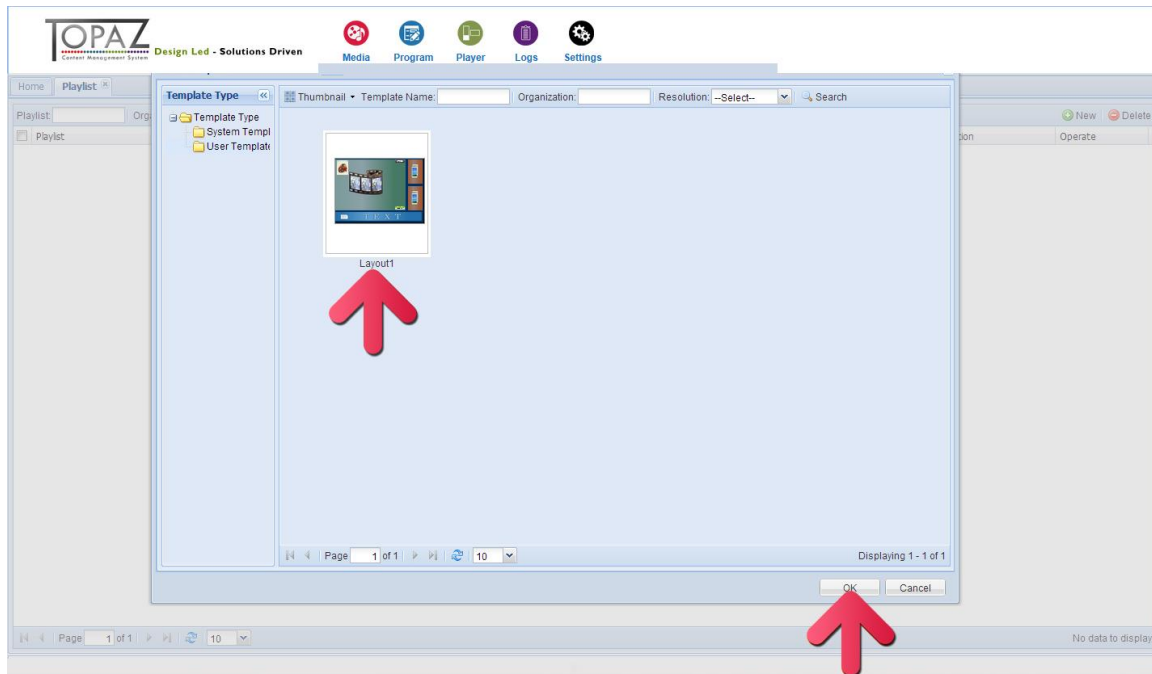 TOPAZ
Content Management System
Design Led - Solutions Driven
Media Program Player Logs Settings
Home Playlist
Playlist: Orga
Template Type
Thumbnail Template Name: Organization: Resolution: --Select-- Search
New Delete
Playlist
Operate
Template Type
System Templ
User Template
TEXT
Layout1
Page 1 of 1 10 Displaying 1 - 1 of 1
OK Cancel
Page 1 of 1 10 No data to display